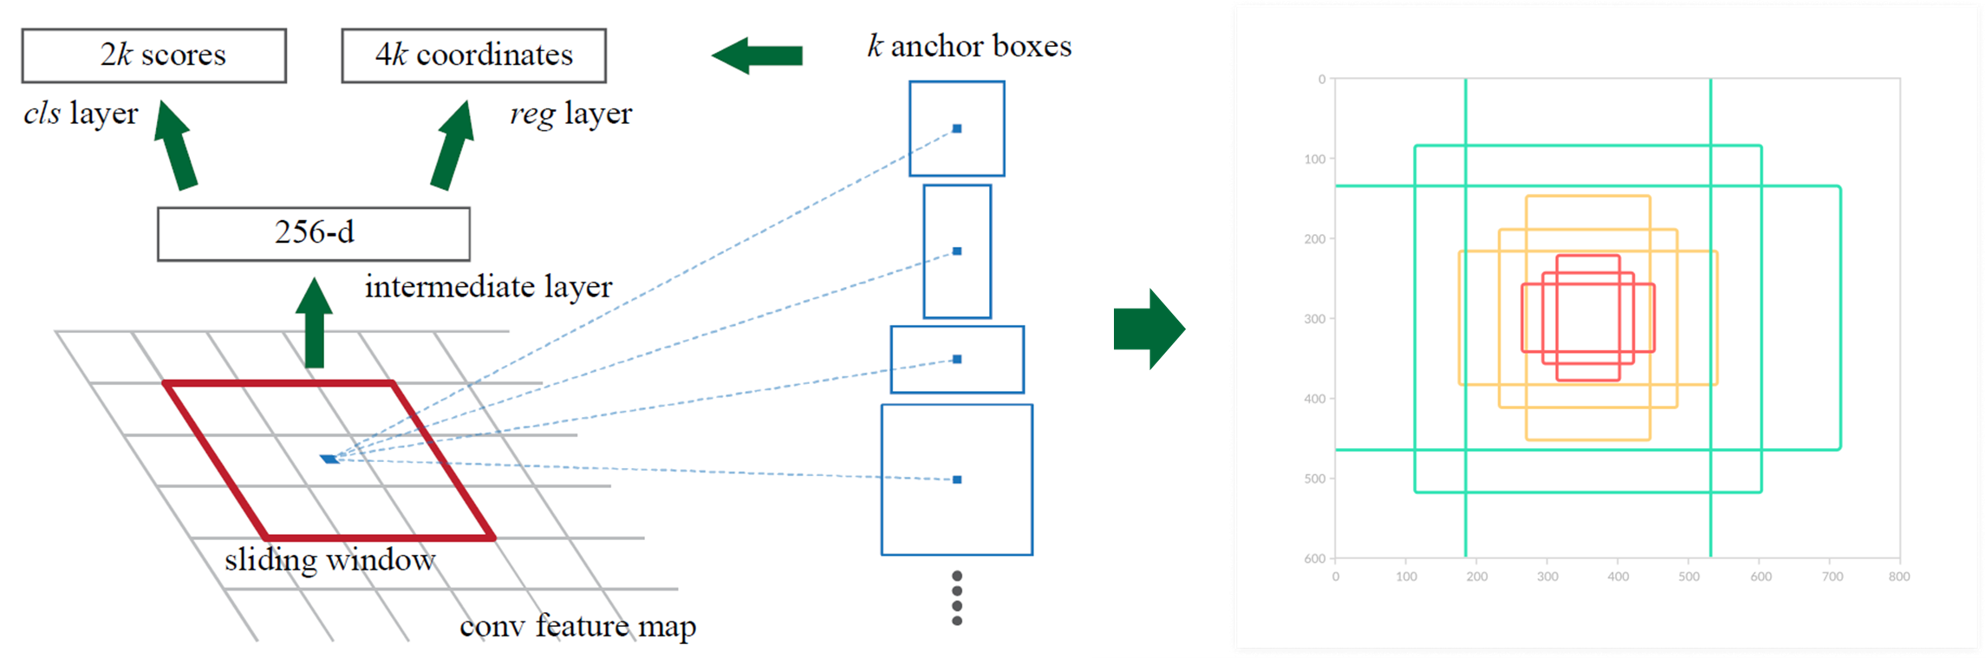 2k scores
4k coordinates
k anchor boxes
cls layer
reg layer
256-d
intermediate layer
sliding window
conv feature map
0
100
200
300
400
500
600
0
100
200
300
400
500
600
700
800